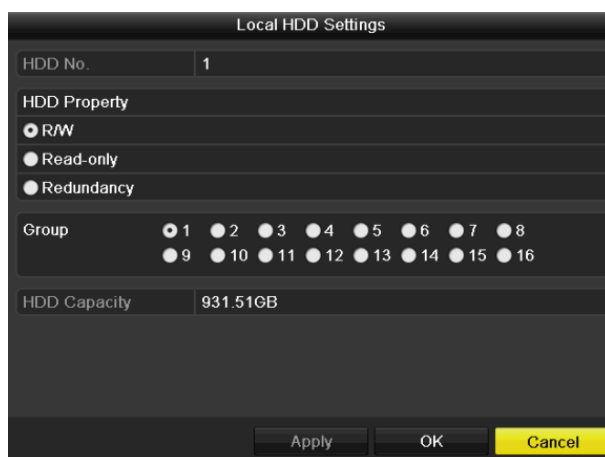 Local HDD Settings
HDD No. 1
HDD Property
R/W
Read-only
Redundancy
Group 1 2 3 4 5 6 7 8
9 10 11 12 13 14 15 16
HDD Capacity 931.51GB
Apply OK Cancel